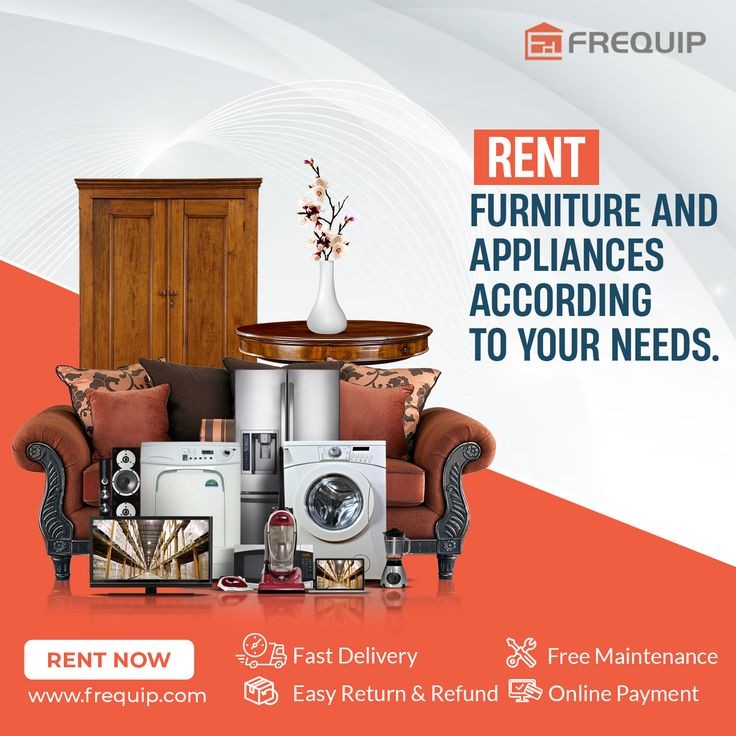 FREQUIP
RENT
FURNITURE AND
APPLIANCES
ACCORDING
TO YOUR NEEDS.
RENT NOW
www.frequip.com
Fast Delivery
Free Maintenance
Easy Return & Refund
Online Payment